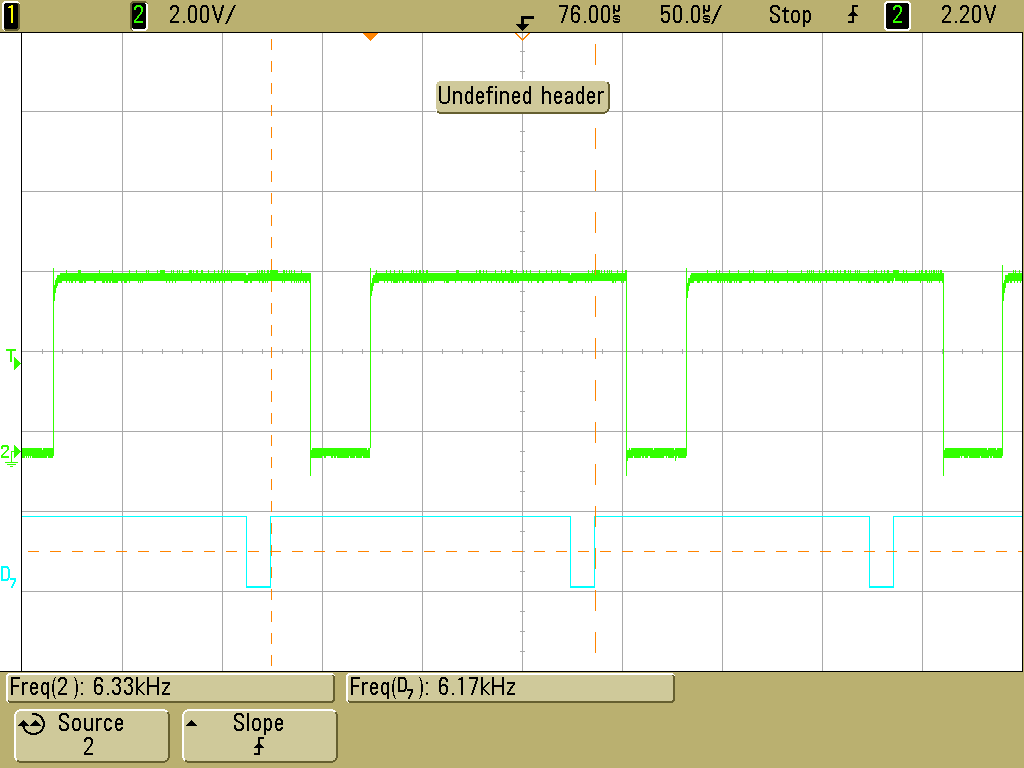 1 2 2.00V/ 76.00µs 50.0µs/ Stop 2 2.20V
Undefined header
T
2
D7
Freq(2): 6.33kHz Freq(D7): 6.17kHz
Source Slope
2